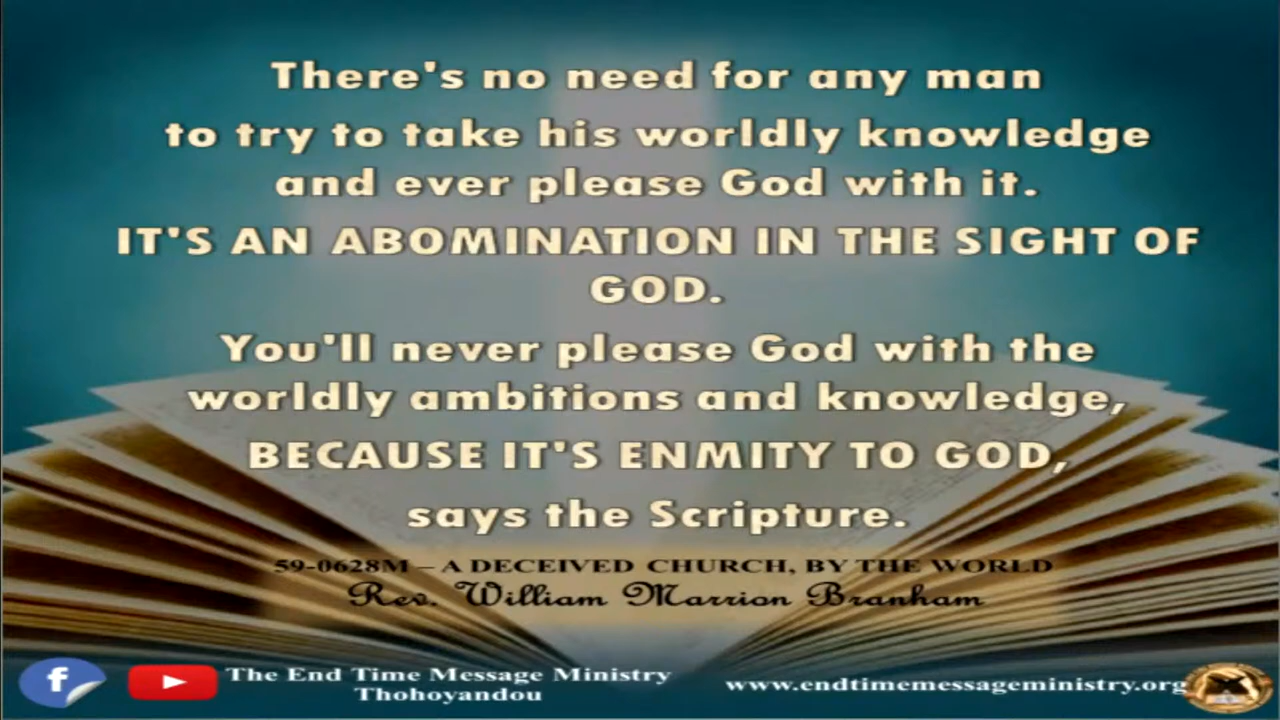 There's no need for any man
to try to take his worldly knowledge
and ever please God with it.
IT'S AN ABOMINATION IN THE SIGHT OF
GOD.
You'll never please God with the
worldly ambitions and knowledge,
BECAUSE IT'S ENMITY TO GOD,
says the Scripture.
59-0628M – A DECEIVED CHURCH, BY THE WORLD
Rev. William Marrion Branham
f
The End Time Message Ministry
Thohoyandou
www.endtimemessageministry.org